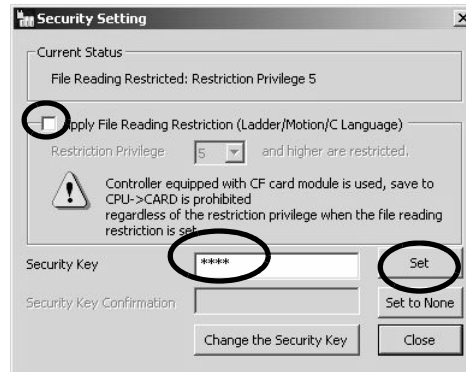 Security Setting
Current Status
File Reading Restricted: Restriction Privilege 5
Apply File Reading Restriction (Ladder/Motion/C Language)
Restriction Privilege 5 and higher are restricted.
Controller equipped with CF card module is used, save to
CPU->CARD is prohibited
regardless of the restriction privilege when the file reading
restriction is set.
Security Key **** Set
Security Key Confirmation Set to None
Change the Security Key Close